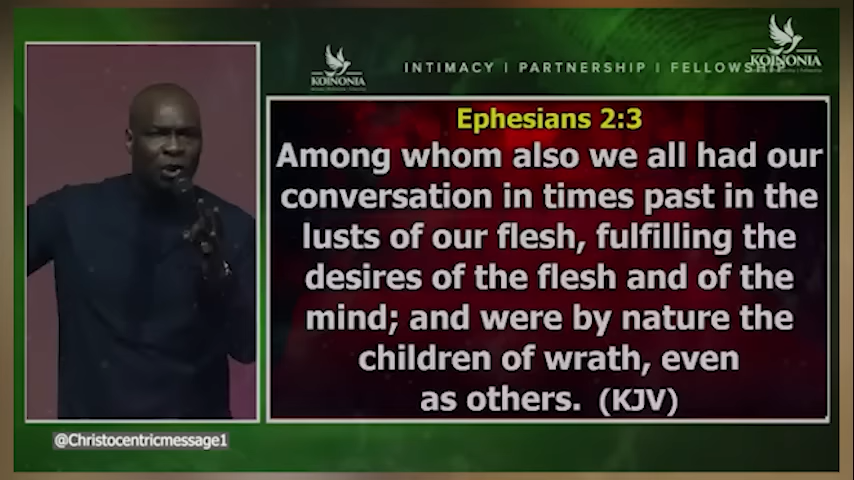 KOINONIA
INTIMACY | PARTNERSHIP | FELLOWSHIP
KOINONIA
Ephesians 2:3
Among whom also we all had our
conversation in times past in the
lusts of our flesh, fulfilling the
desires of the flesh and of the
mind; and were by nature the
children of wrath, even
as others. (KJV)
@Christocentricmessage1